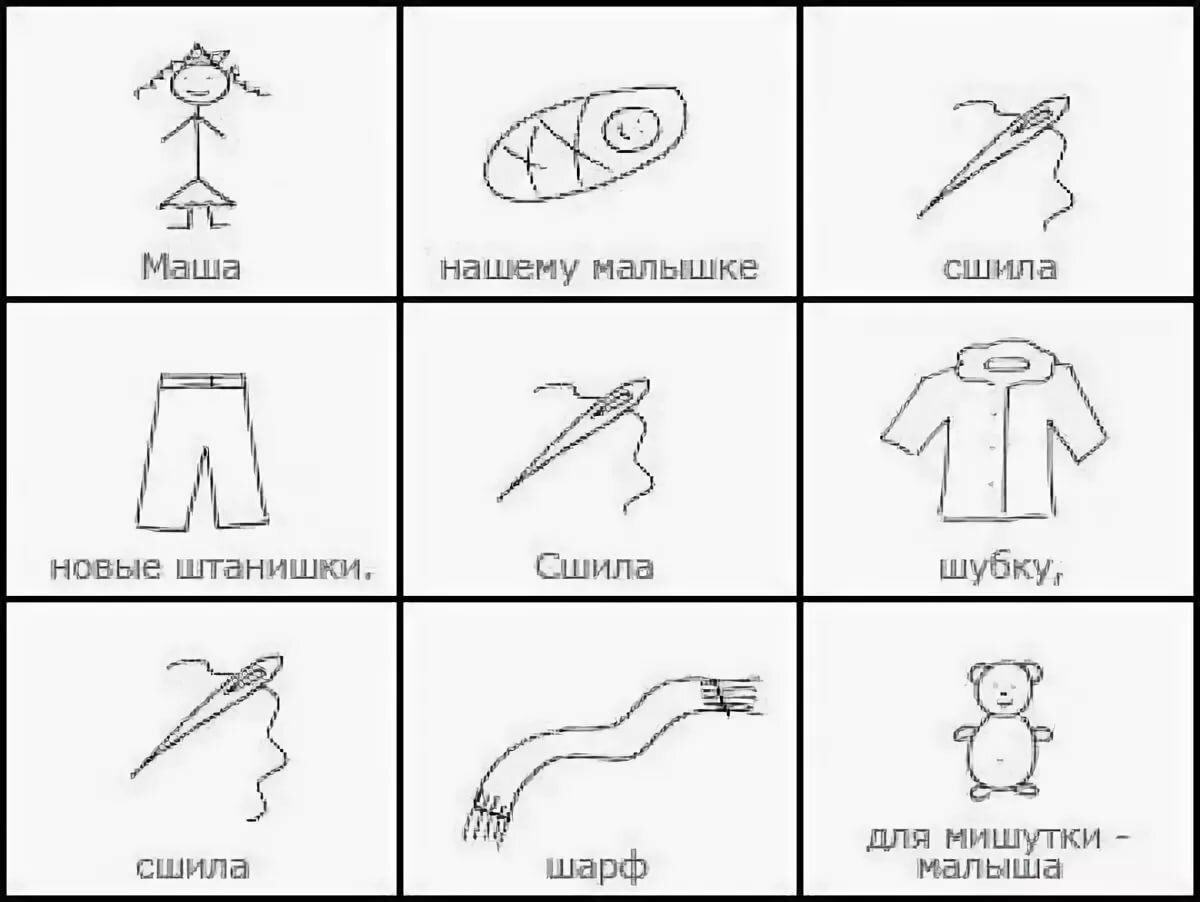 Маша
нашему малышке
сшила
новые штанишки.
Сшила
шубку,
сшила
шарф
для мишутки -
малыша